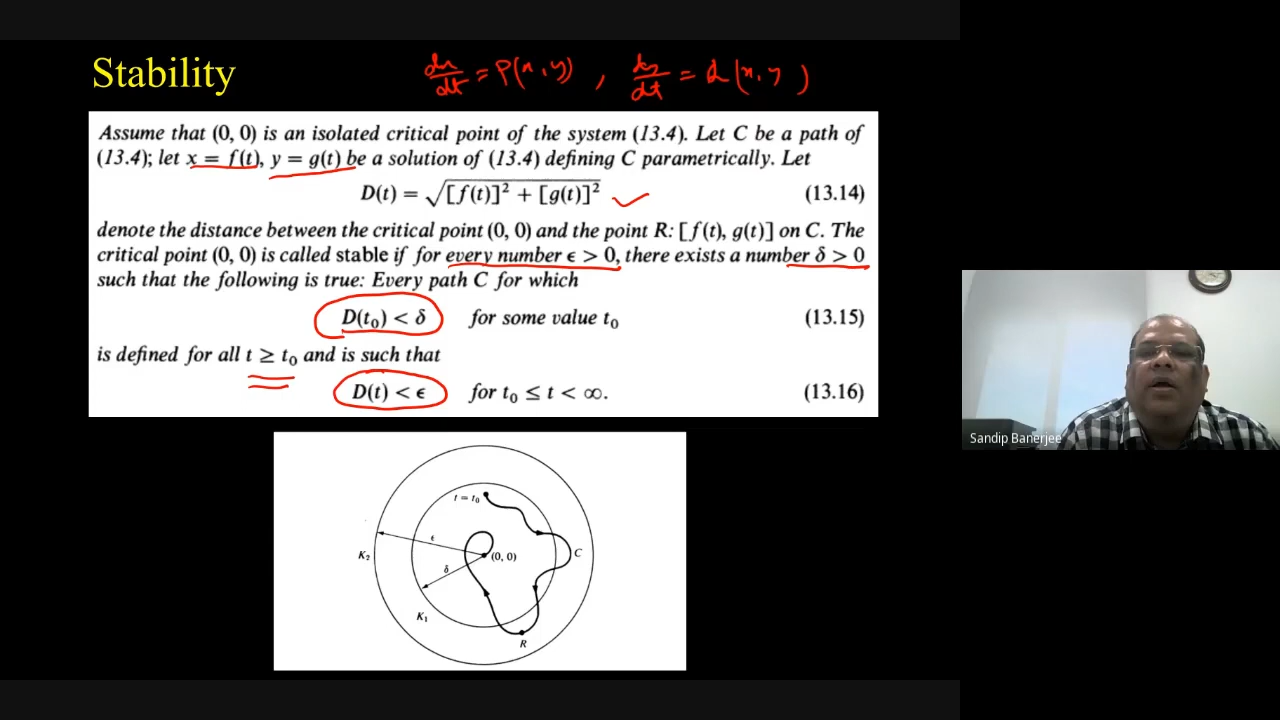 Stability
dx/dt = P(x, y) , dy/dt = Q(x, y)
Assume that (0, 0) is an isolated critical point of the system (13.4). Let C be a path of
(13.4); let x = f(t), y = g(t) be a solution of (13.4) defining C parametrically. Let
D(t) = √[f(t)]² + [g(t)]² (13.14)
denote the distance between the critical point (0, 0) and the point R: [f(t), g(t)] on C. The
critical point (0, 0) is called stable if for every number ϵ > 0, there exists a number δ > 0
such that the following is true: Every path C for which
D(t₀) < δ for some value t₀ (13.15)
is defined for all t ≥ t₀ and is such that
D(t) < ϵ for t₀ ≤ t < ∞. (13.16)
t = t₀
ϵ
K₂
(0, 0)
C
δ
K₁
R
Sandip Banerjee